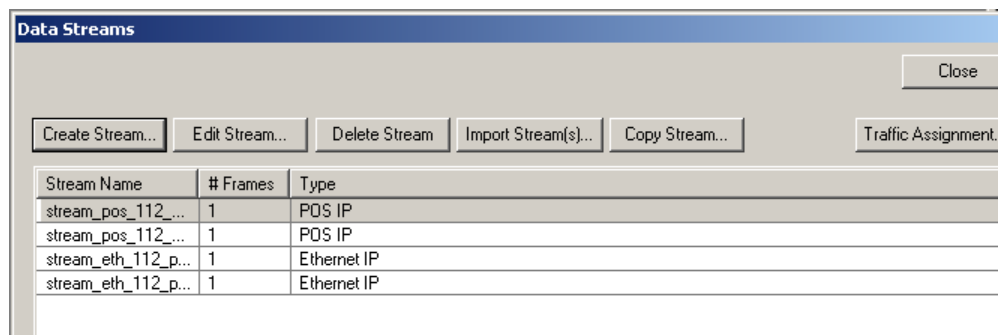 Data Streams
Close
Create Stream... Edit Stream... Delete Stream Import Stream(s)... Copy Stream... Traffic Assignment.
Stream Name # Frames Type
stream_pos_112_... 1 POS IP
stream_pos_112_... 1 POS IP
stream_eth_112_p... 1 Ethernet IP
stream_eth_112_p... 1 Ethernet IP